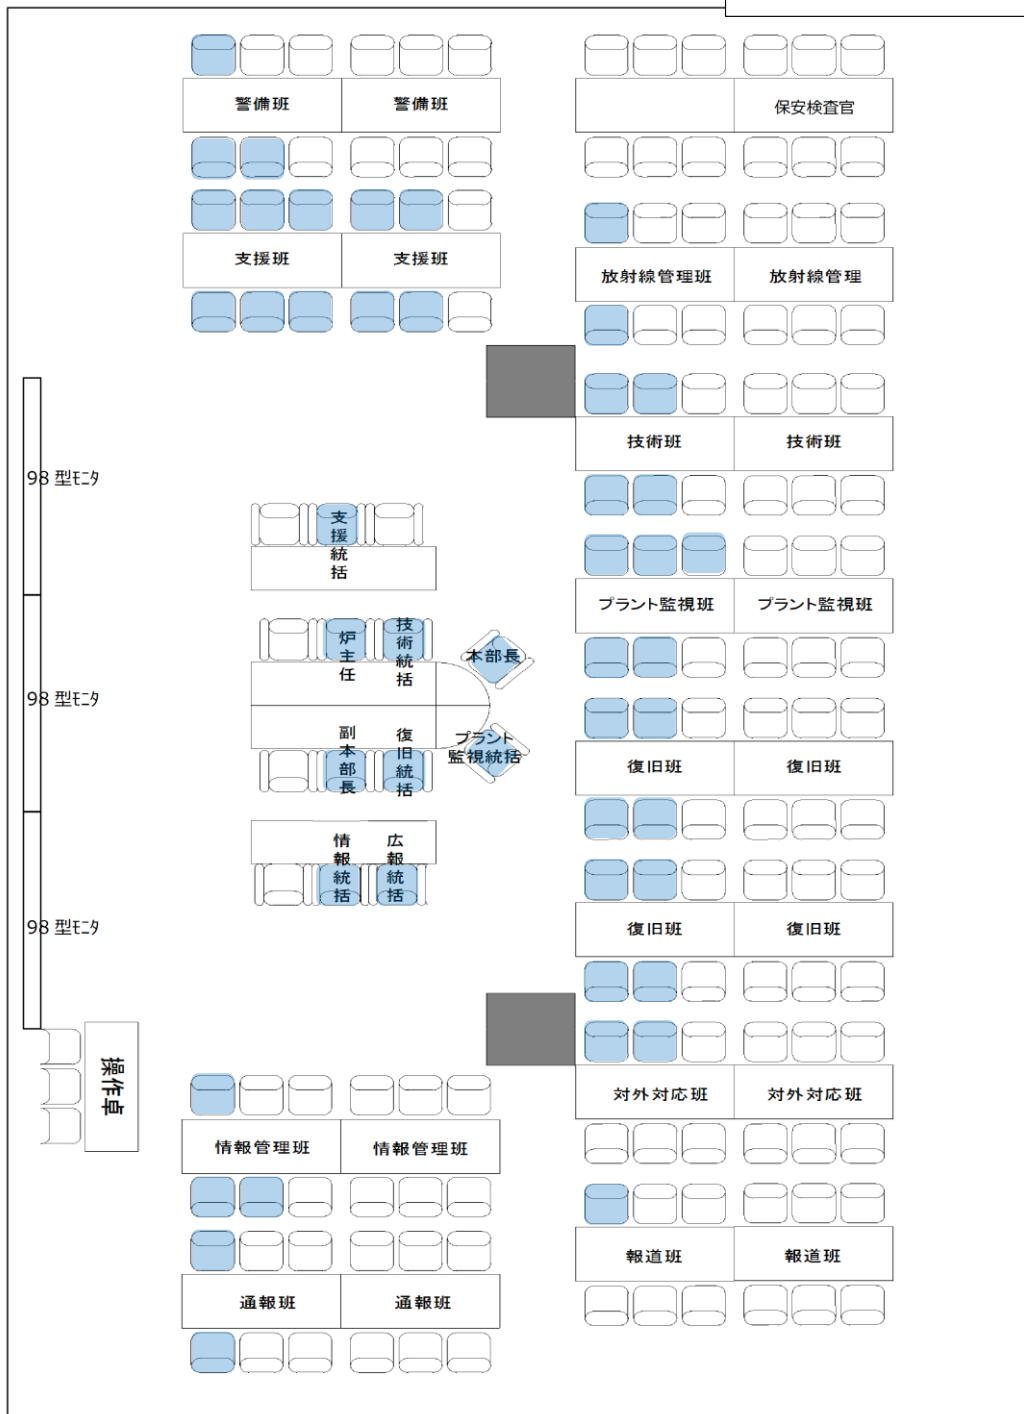 警備班 警備班
保安検査官
支援班 支援班
放射線管理班 放射線管理
技術班 技術班
98 型ﾓﾆﾀ
支援統括
プラント監視班 プラント監視班
炉主任
技術統括
本部長
98 型ﾓﾆﾀ
副本部長
復旧統括
プラント
監視統括
復旧班 復旧班
情報統括
広報統括
98 型ﾓﾆﾀ
復旧班 復旧班
操作卓
対外対応班 対外対応班
情報管理班 情報管理班
報道班 報道班
通報班 通報班